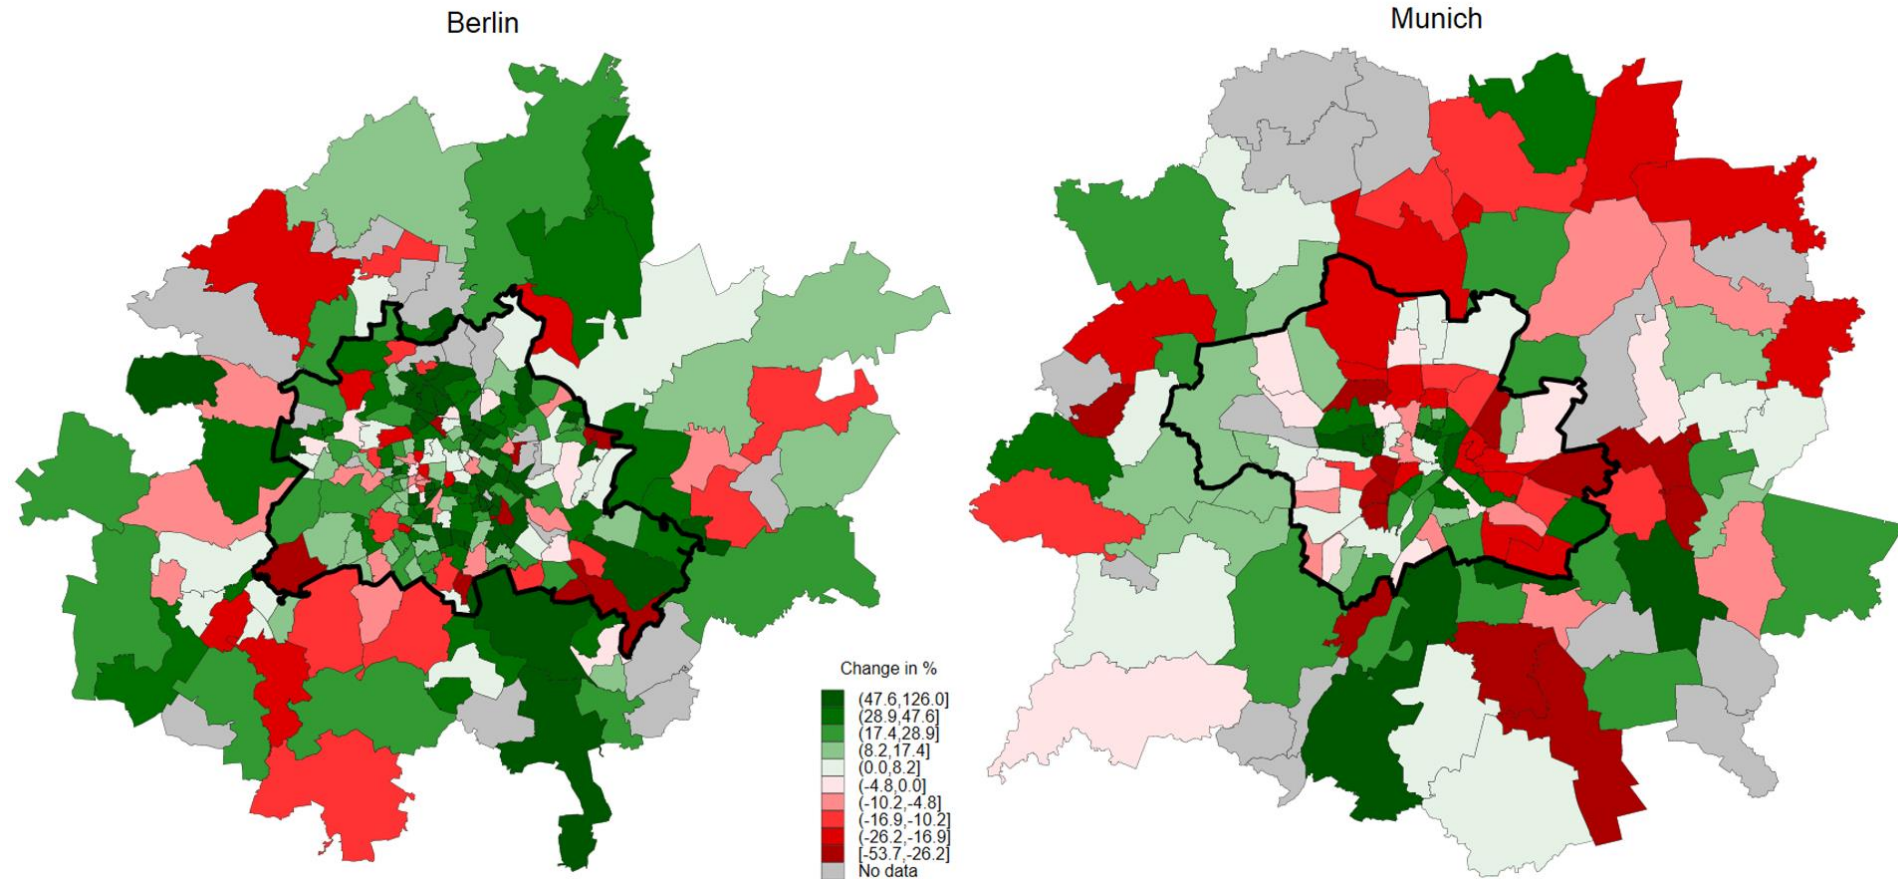 Berlin
Munich
Change in %
(47.6,126.0]
(28.9,47.6]
(17.4,28.9]
(8.2,17.4]
(0.0,8.2]
(-4.8,0.0]
(-10.2,-4.8]
(-16.9,-10.2]
(-26.2,-16.9]
[-53.7,-26.2]
No data